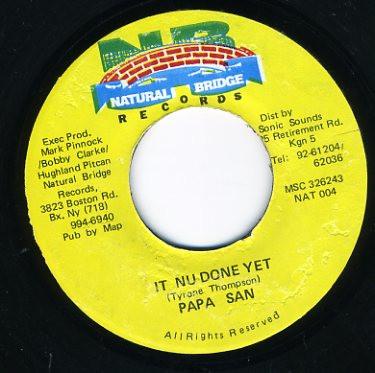 NB
NATURAL BRIDGE
RECORDS
Exec Prod.
Mark Pinnock
/Bobby Clarke/
Hughland Pitcan
Natural Bridge
Records,
3823 Boston Rd.
Bx, Ny (718)
994-6940
Pub by Map
Dist by
Sonic Sounds
25 Retirement Rd.
Kgn 5
Tel: 92-61204/
62036
MSC 326243
NAT 004
IT NU DONE YET
(Tyrone Thompson)
PAPA SAN
All Rights Reserved